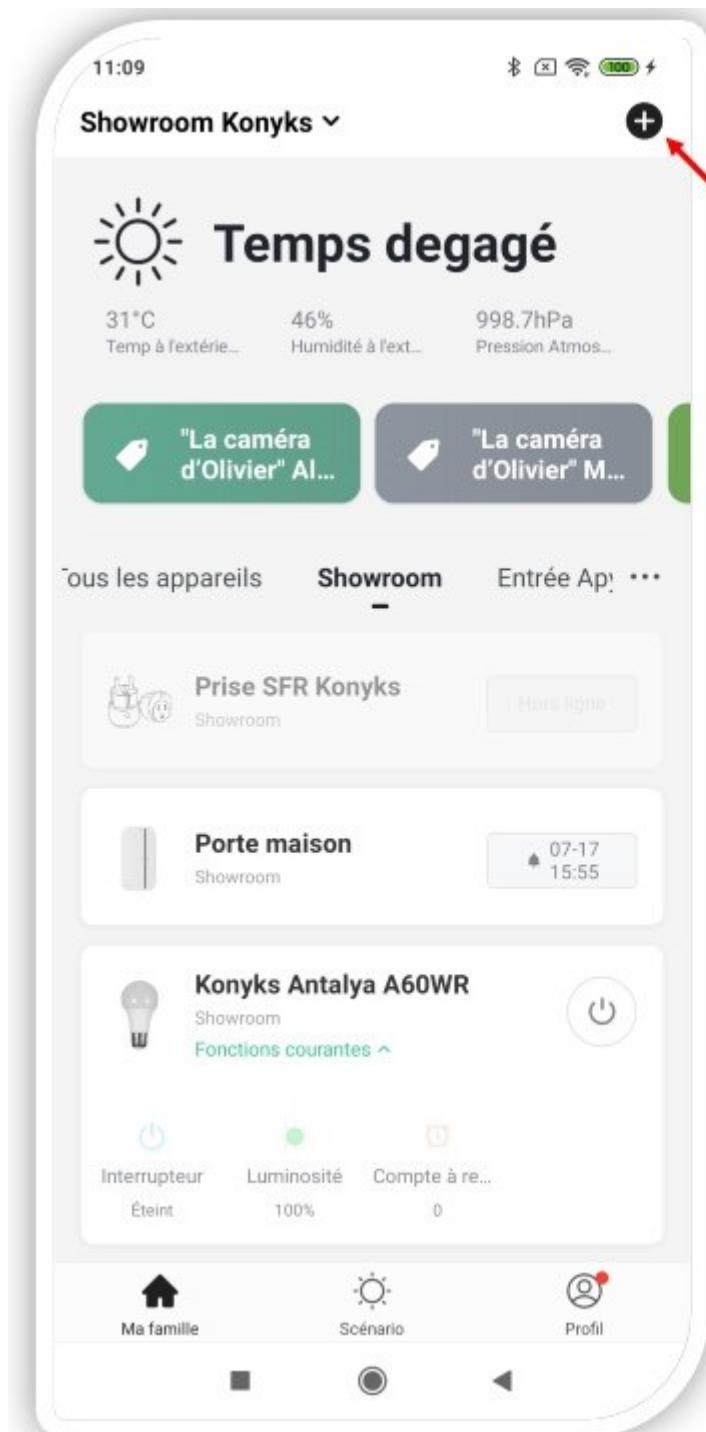 11:09
100
Showroom Konyks
Temps degagé
31°C
46%
998.7hPa
Temp à l'extérie...
Humidité à l'ext...
Pression Atmos...
"La caméra
d'Olivier" Al...
"La caméra
d'Olivier" M...
Tous les appareils
Showroom
Entrée Apy
Prise SFR Konyks
Showroom
Hors ligne
Porte maison
Showroom
07-17
15:55
Konyks Antalya A60WR
Showroom
Fonctions courantes
Interrupteur
Luminosité
Compte à re...
Éteint
100%
0
Ma famille
Scénario
Profil